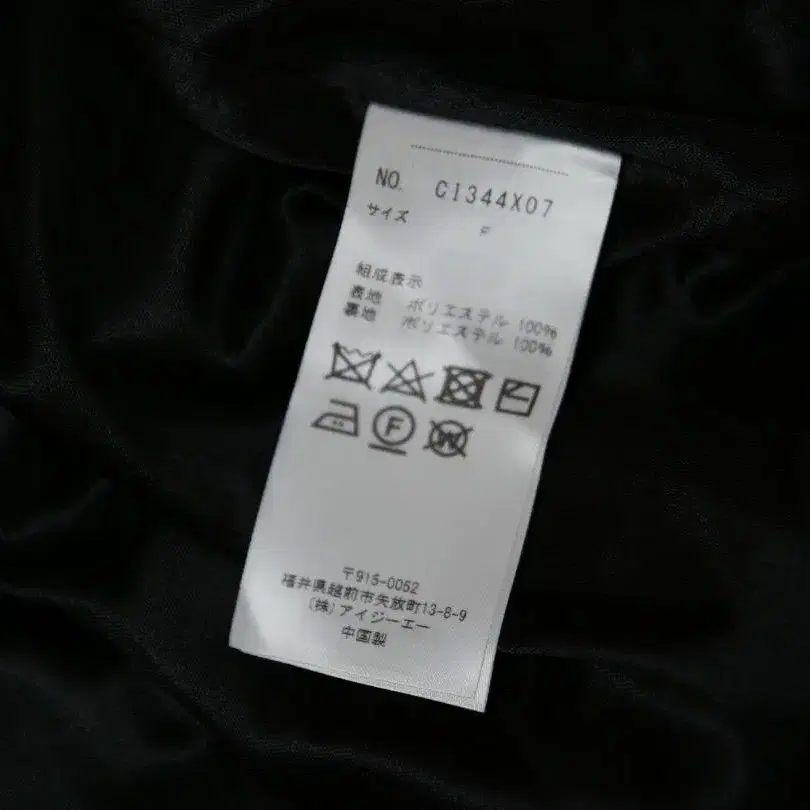 NO. CI344X07
サイズ F
組成表示
表地 ポリエステル 100%
裏地 ポリエステル 100%
F
W
〒915-0052
福井県越前市矢放町13-8-9
(株)アイジーエー
中国製